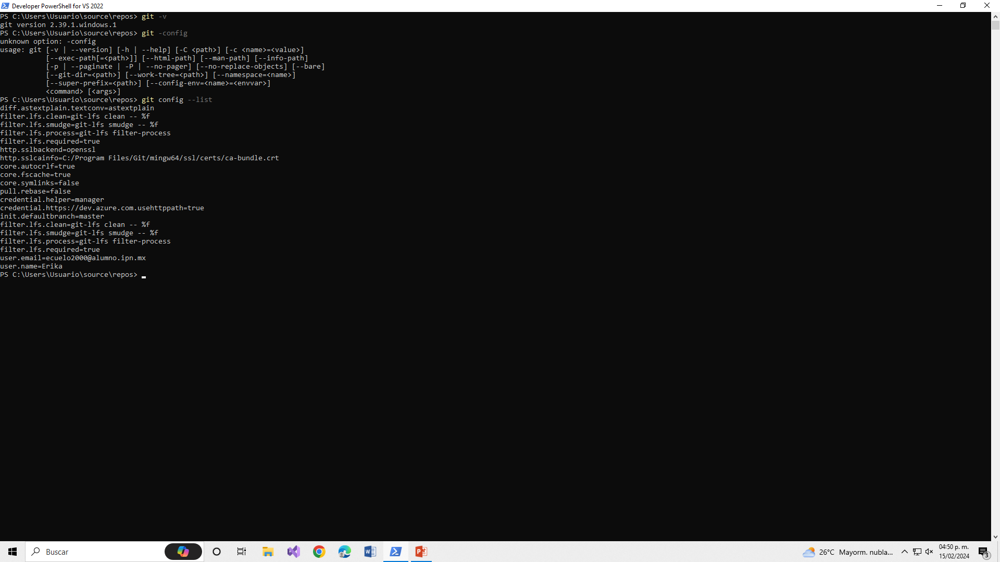 Developer PowerShell for VS 2022
PS C:\Users\Usuario\source\repos> git -v
git version 2.39.1.windows.1
PS C:\Users\Usuario\source\repos> git -config
unknown option: -config
usage: git [-v | --version] [-h | --help] [-C <path>] [-c <name>=<value>]
           [--exec-path[=<path>]] [--html-path] [--man-path] [--info-path]
           [-p | --paginate | -P | --no-pager] [--no-replace-objects] [--bare]
           [--git-dir=<path>] [--work-tree=<path>] [--namespace=<name>]
           [--super-prefix=<path>] [--config-env=<name>=<envvar>]
           <command> [<args>]
PS C:\Users\Usuario\source\repos> git config --list
diff.astextplain.textconv=astextplain
filter.lfs.clean=git-lfs clean -- %f
filter.lfs.smudge=git-lfs smudge -- %f
filter.lfs.process=git-lfs filter-process
filter.lfs.required=true
http.sslbackend=openssl
http.sslcainfo=C:/Program Files/Git/mingw64/ssl/certs/ca-bundle.crt
core.autocrlf=true
core.fscache=true
core.symlinks=false
pull.rebase=false
credential.helper=manager
credential.https://dev.azure.com.usehttppath=true
init.defaultbranch=master
filter.lfs.clean=git-lfs clean -- %f
filter.lfs.smudge=git-lfs smudge -- %f
filter.lfs.process=git-lfs filter-process
filter.lfs.required=true
user.email=ecuelo2000@alumno.ipn.mx
user.name=Erika
PS C:\Users\Usuario\source\repos>
Buscar
26°C Mayorm. nubla...
04:50 p. m.
15/02/2024
3